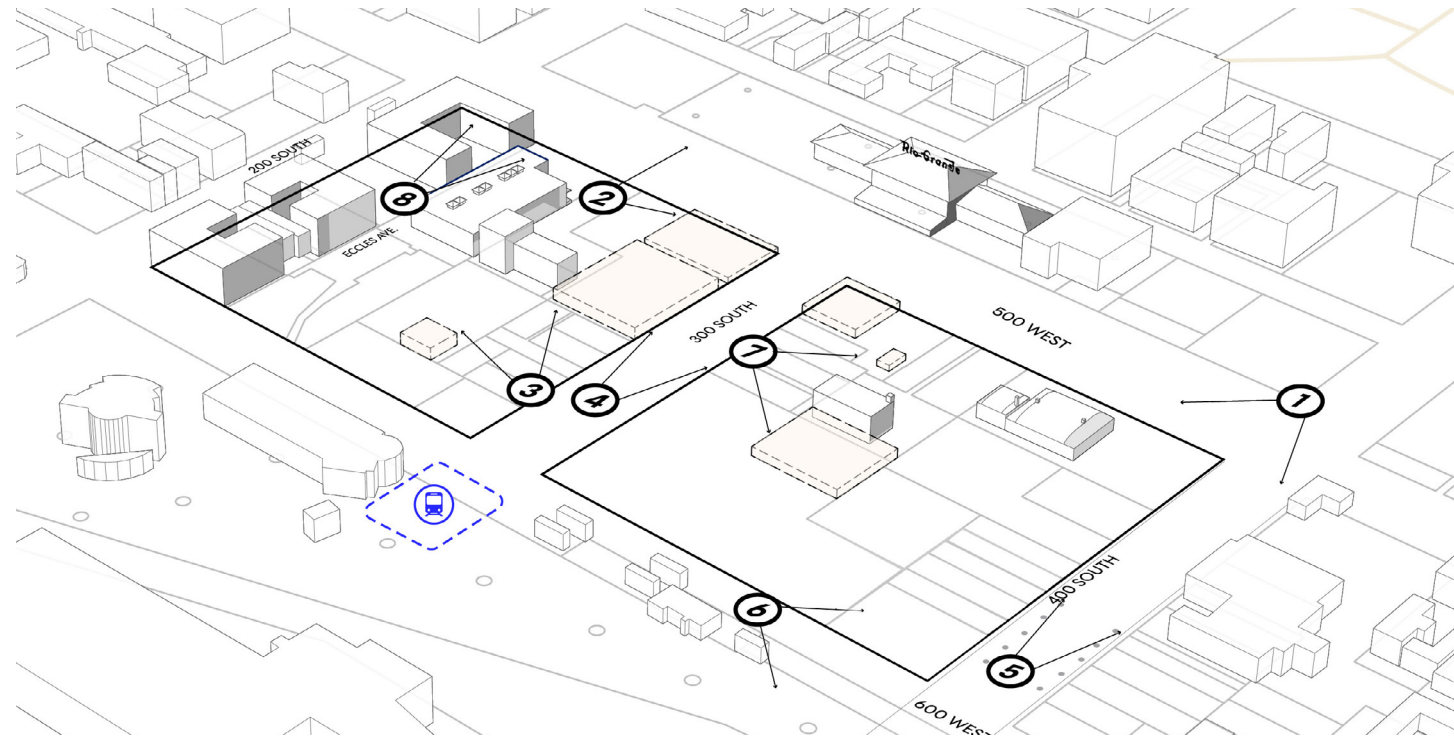 200 SOUTH
Rio Grande
8
2
ECCLES AVE.
300 SOUTH
500 WEST
7
3
4
1
400 SOUTH
6
5
600 WEST